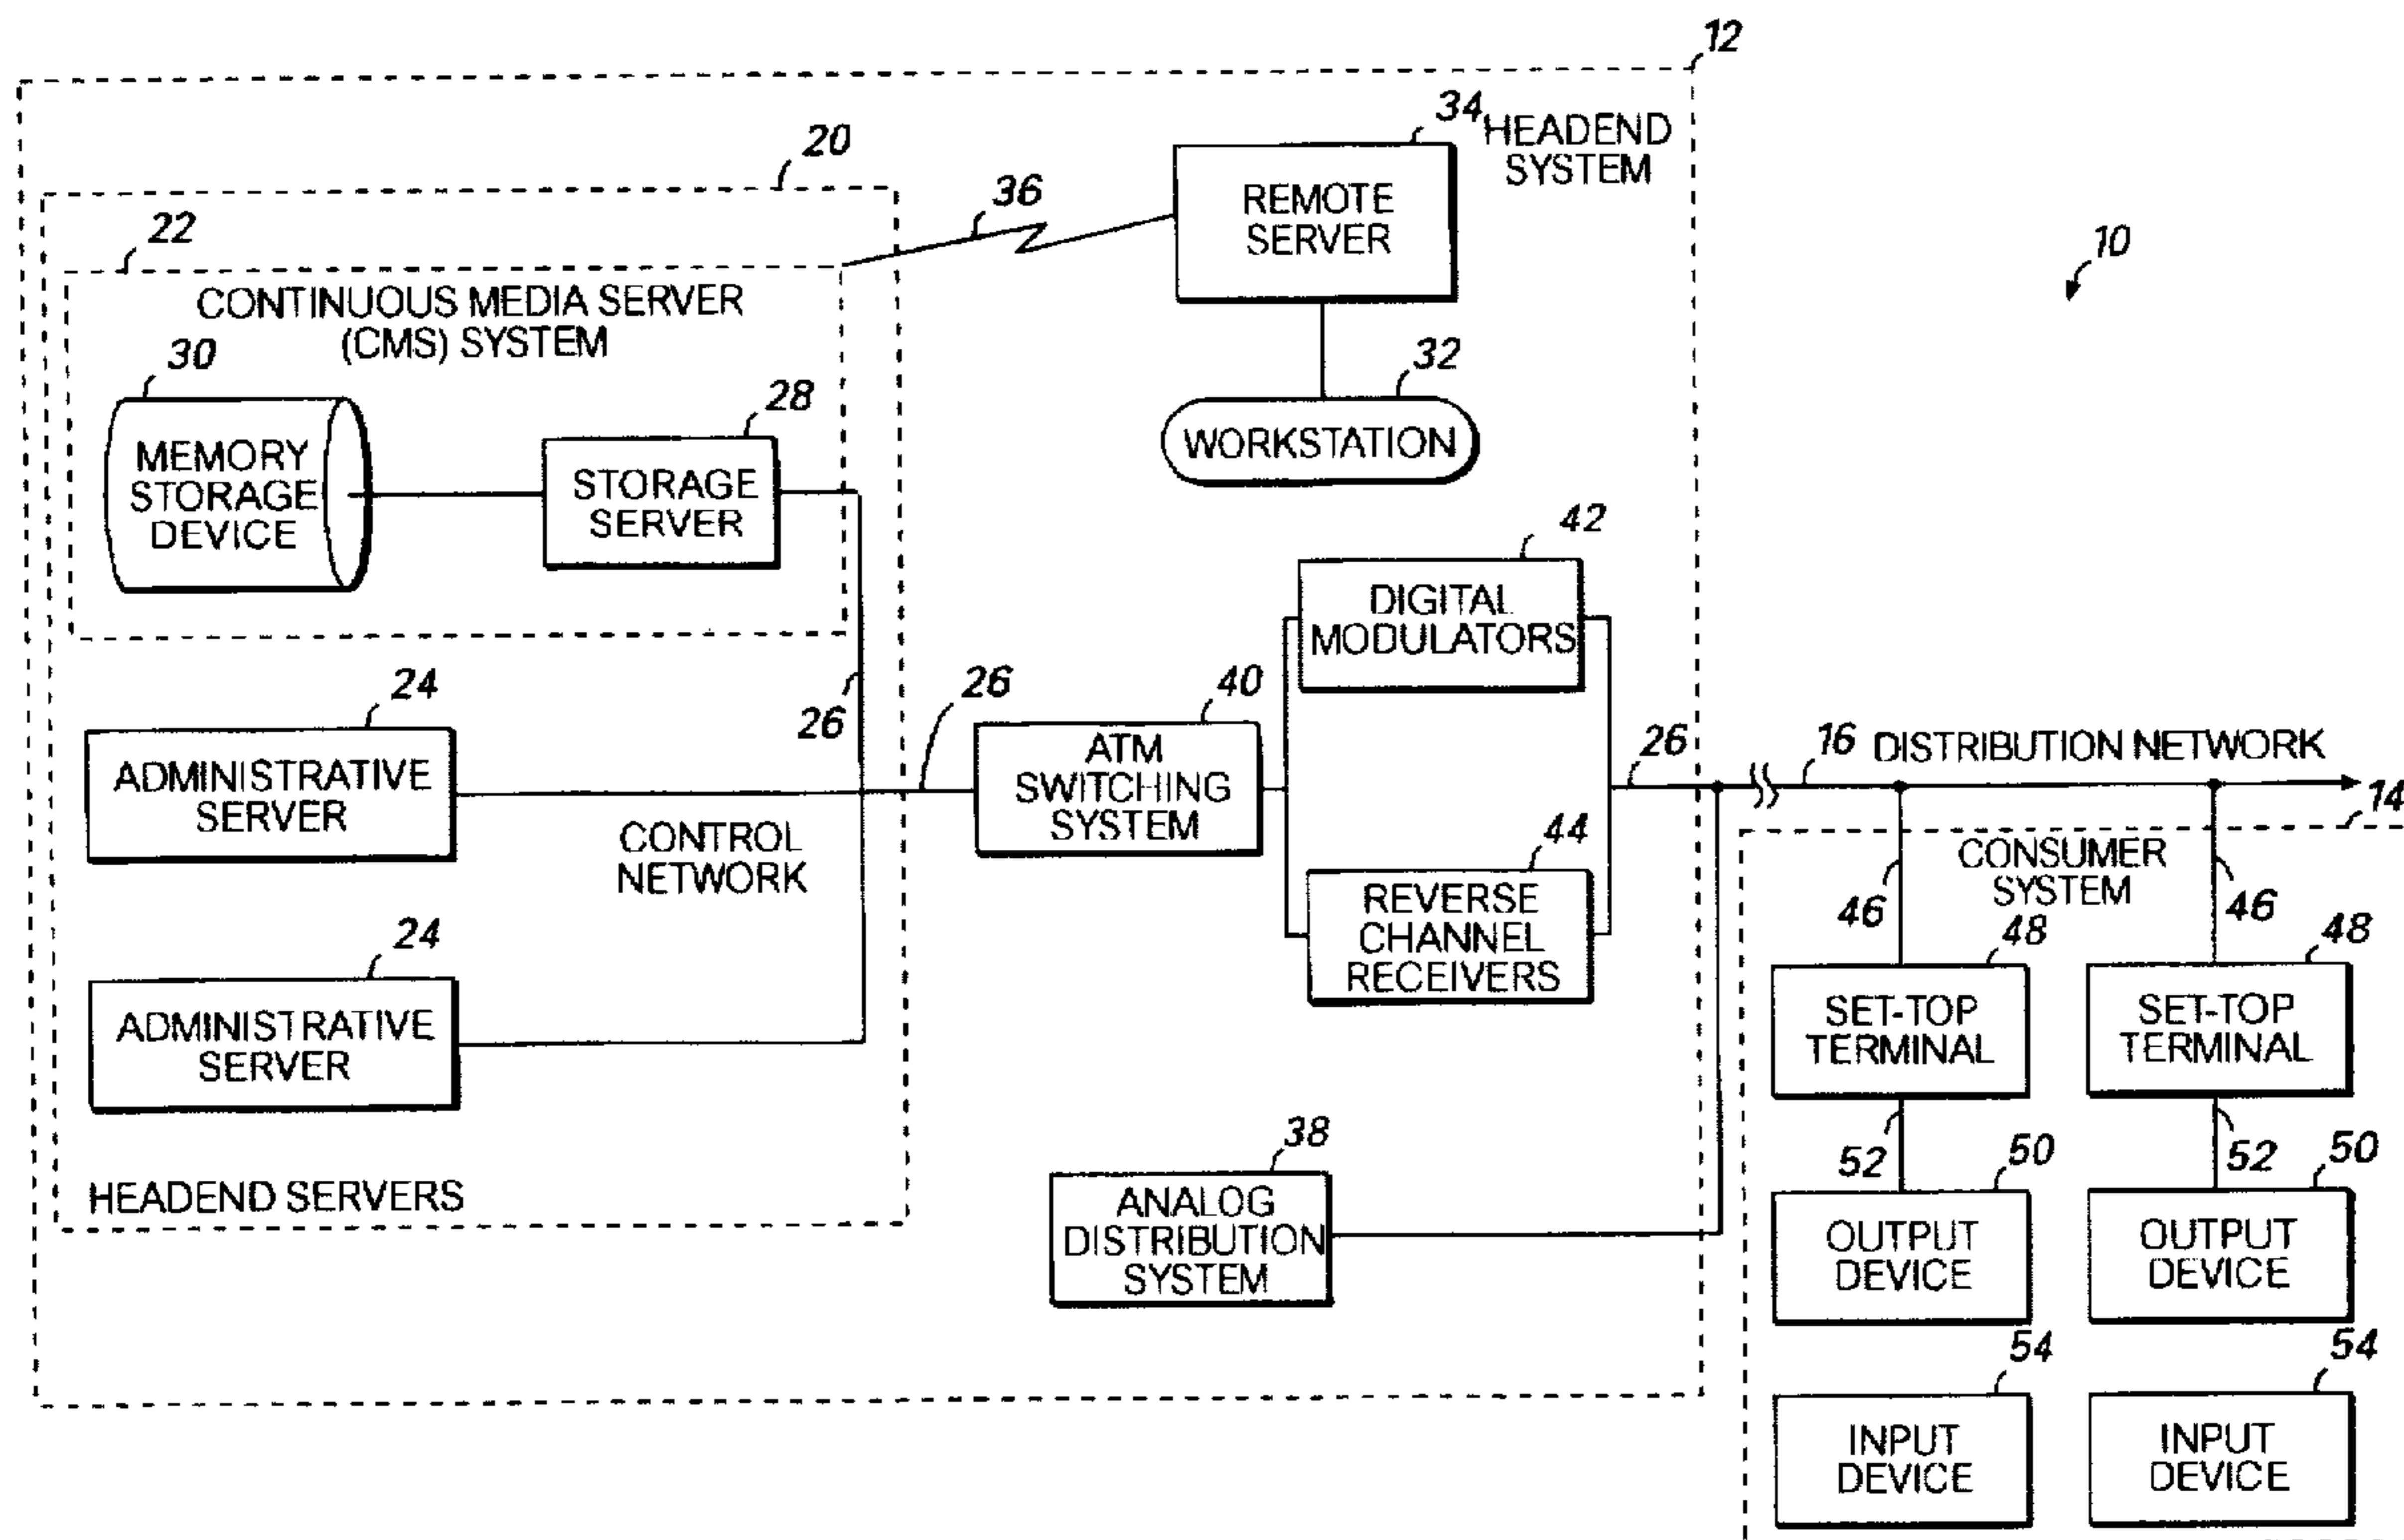 12
34
HEADEND
SYSTEM
20
REMOTE
SERVER
36
10
22
CONTINUOUS MEDIA SERVER
(CMS) SYSTEM
30
32
28
WORKSTATION
MEMORY
STORAGE
DEVICE
STORAGE
SERVER
42
DIGITAL
MODULATORS
24
26
26
40
ADMINISTRATIVE
SERVER
CONTROL
NETWORK
ATM
SWITCHING
SYSTEM
26
16
DISTRIBUTION NETWORK
14
CONSUMER
SYSTEM
44
REVERSE
CHANNEL
RECEIVERS
46
46
24
48
48
ADMINISTRATIVE
SERVER
SET-TOP
TERMINAL
SET-TOP
TERMINAL
38
52
50
52
50
HEADEND SERVERS
ANALOG
DISTRIBUTION
SYSTEM
OUTPUT
DEVICE
OUTPUT
DEVICE
54
54
INPUT
DEVICE
INPUT
DEVICE